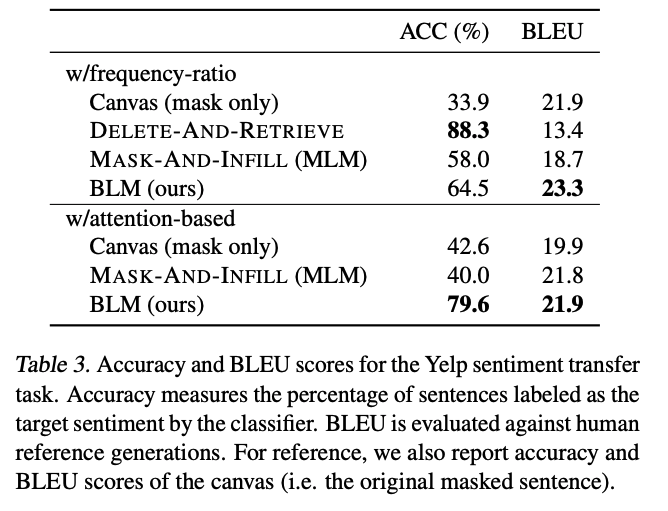 ACC (%) BLEU
w/frequency-ratio
Canvas (mask only) 33.9 21.9
DELETE-AND-RETRIEVE 88.3 13.4
MASK-AND-INFILL (MLM) 58.0 18.7
BLM (ours) 64.5 23.3
w/attention-based
Canvas (mask only) 42.6 19.9
MASK-AND-INFILL (MLM) 40.0 21.8
BLM (ours) 79.6 21.9
Table 3. Accuracy and BLEU scores for the Yelp sentiment transfer
task. Accuracy measures the percentage of sentences labeled as the
target sentiment by the classifier. BLEU is evaluated against human
reference generations. For reference, we also report accuracy and
BLEU scores of the canvas (i.e. the original masked sentence).